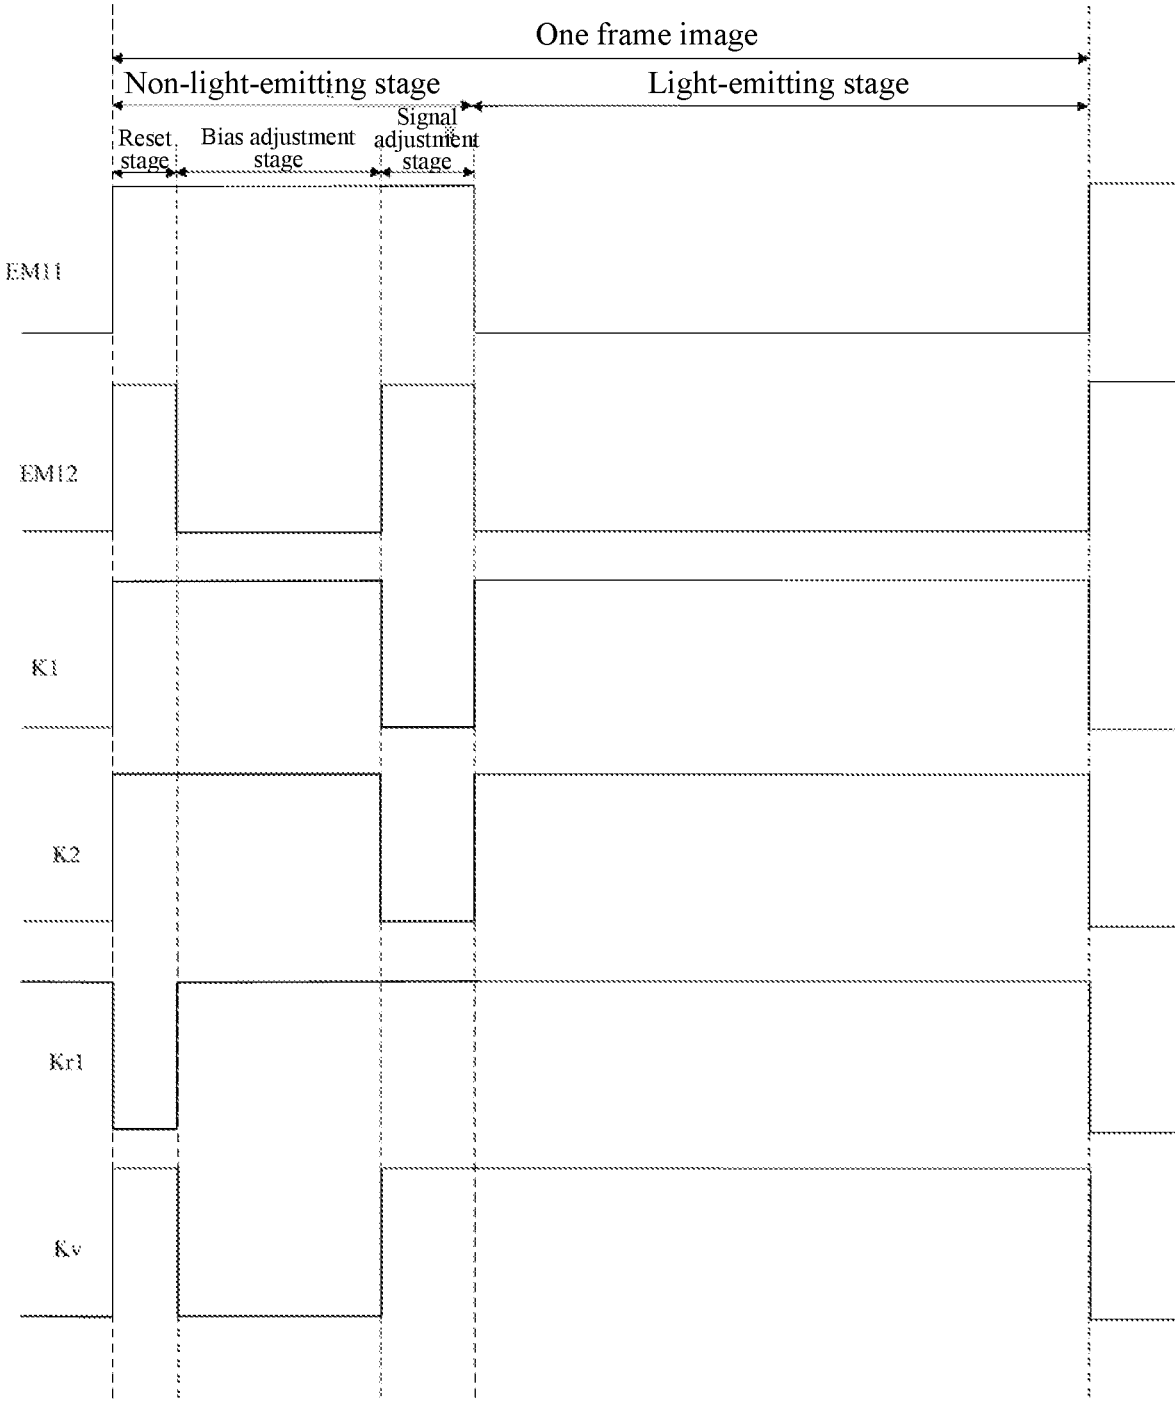 One frame image
Non-light-emitting stage
Light-emitting stage
Reset
stage
Bias adjustment
stage
Signal
adjustment
stage
EM11
EM12
K1
K2
Kr1
Kv